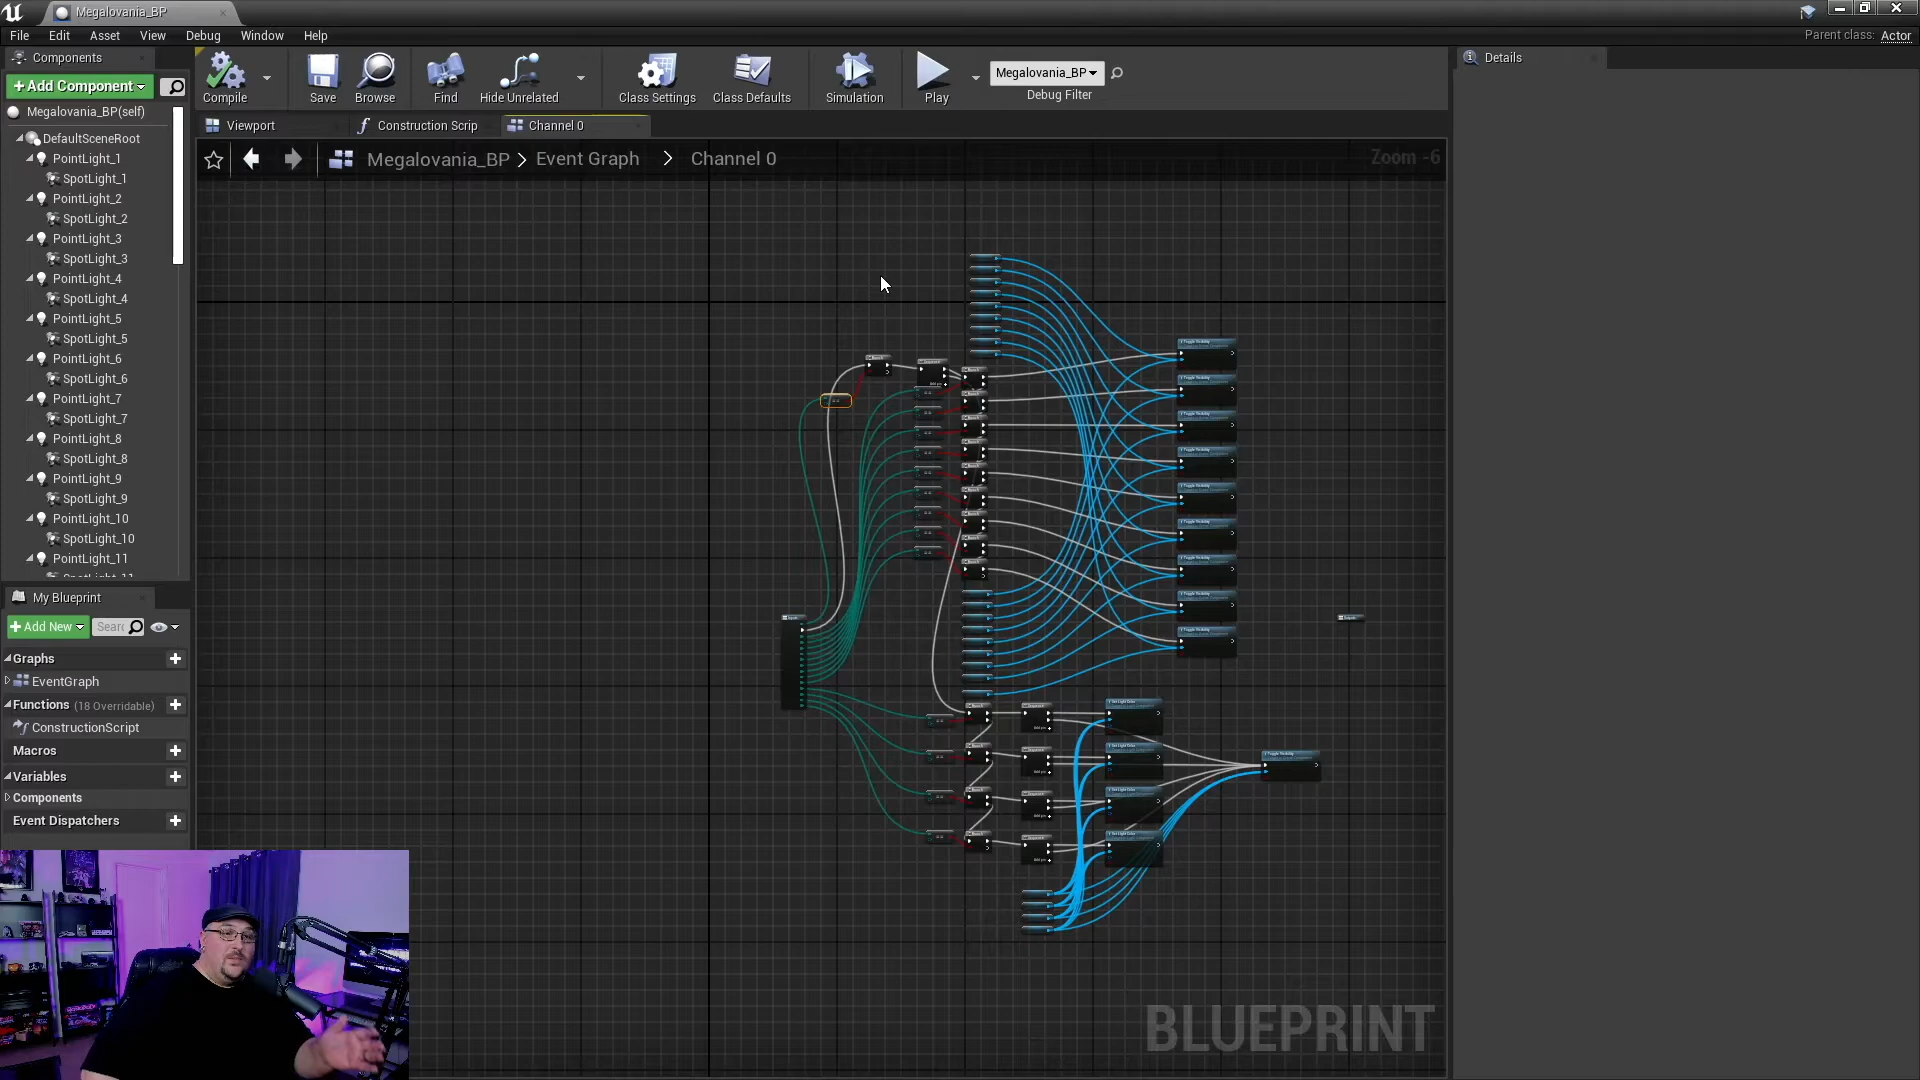 Megalovania_BP
File Edit Asset View Debug Window Help
Parent class: Actor
Components
Add Component
Megalovania_BP(self)
DefaultSceneRoot
PointLight_1
SpotLight_1
PointLight_2
SpotLight_2
PointLight_3
SpotLight_3
PointLight_4
SpotLight_4
PointLight_5
SpotLight_5
PointLight_6
SpotLight_6
PointLight_7
SpotLight_7
PointLight_8
SpotLight_8
PointLight_9
SpotLight_9
PointLight_10
SpotLight_10
PointLight_11
Compile
Save
Browse
Find
Hide Unrelated
Class Settings
Class Defaults
Simulation
Play
Megalovania_BP
Debug Filter
Details
Viewport
Construction Scrip
Channel 0
Megalovania_BP > Event Graph > Channel 0
Zoom -6
My Blueprint
Add New
Searc
Graphs
EventGraph
Functions (18 Overridable)
ConstructionScript
Macros
Variables
Components
Event Dispatchers
BLUEPRINT